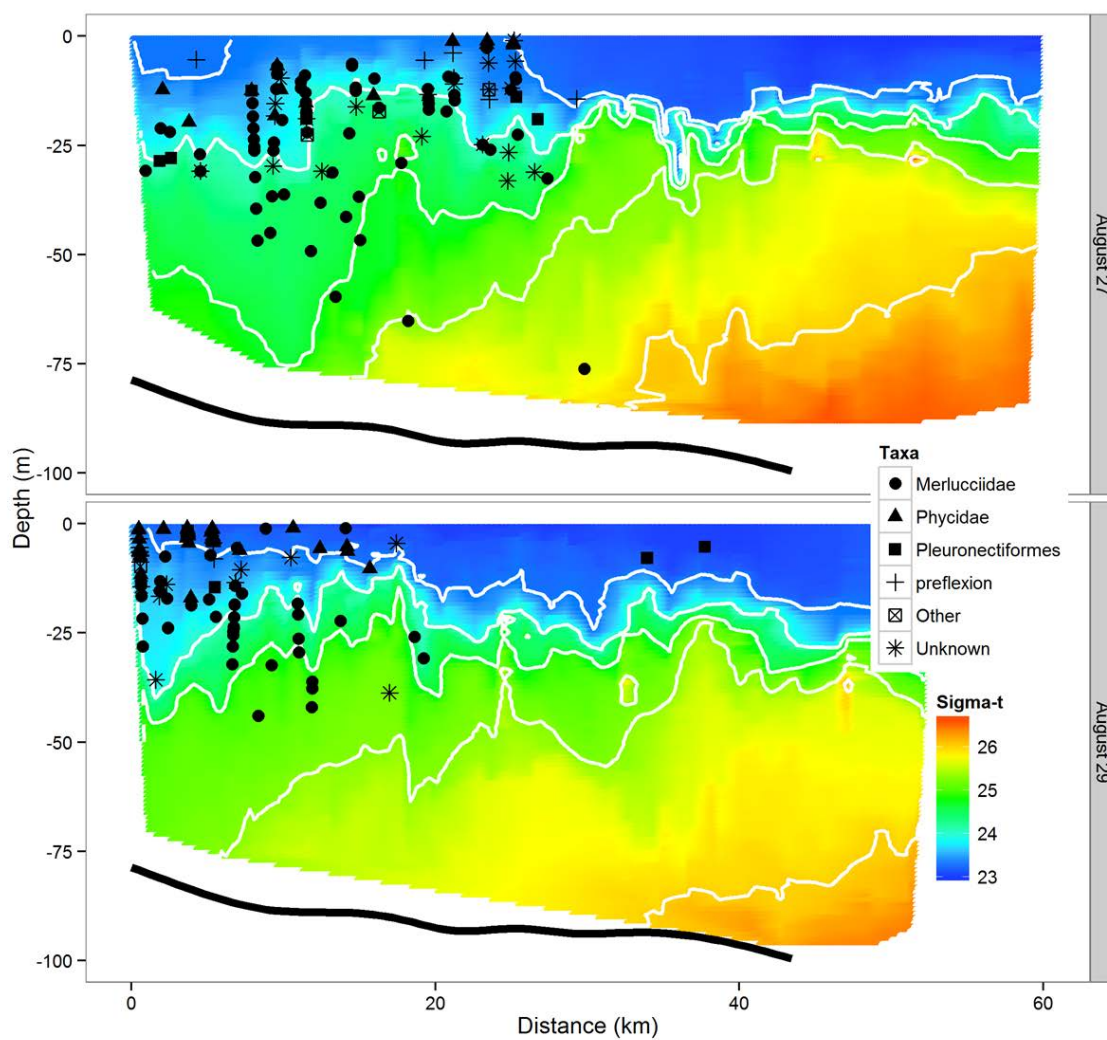 0
-25
-50
-75
-100
August 27
Depth (m)
Taxa
Merlucciidae
Phycidae
Pleuronectiformes
preflexion
Other
Unknown
0
-25
-50
-75
-100
August 29
Sigma-t
26
25
24
23
0
20
40
60
Distance (km)